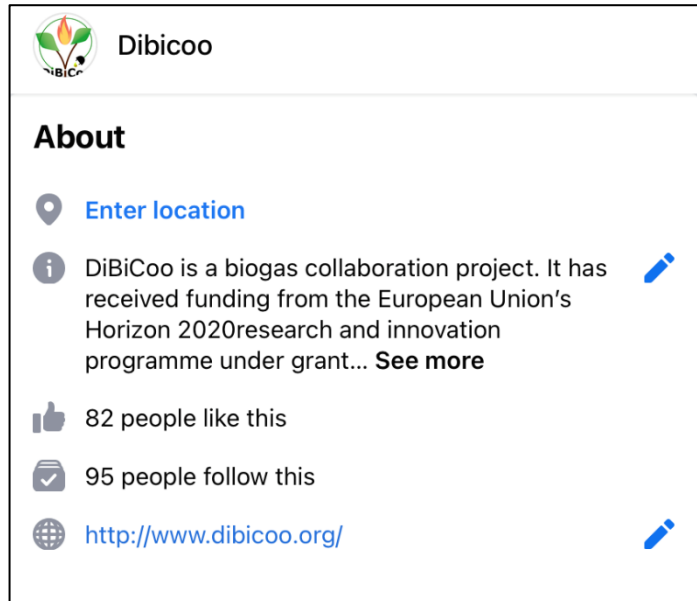 DiBiCo
Dibicoo
About
Enter location
DiBiCoo is a biogas collaboration project. It has
received funding from the European Union’s
Horizon 2020research and innovation
programme under grant... See more
82 people like this
95 people follow this
http://www.dibicoo.org/